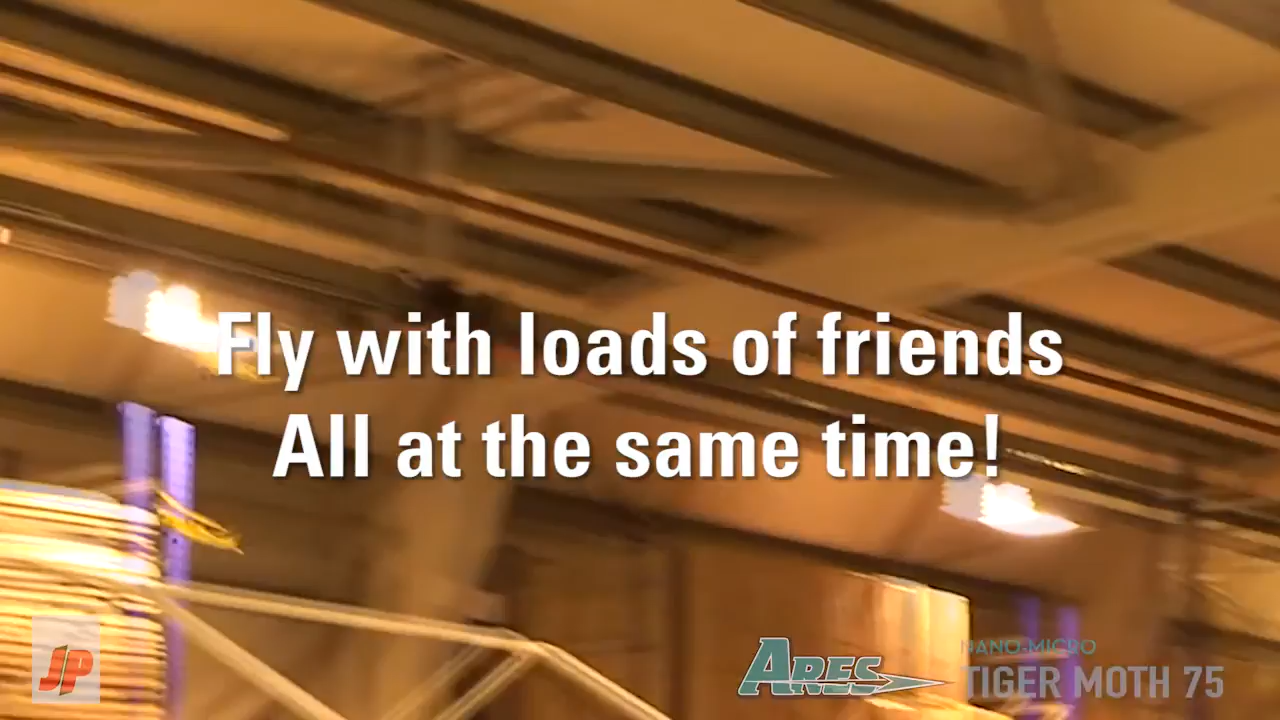 Fly with loads of friends
All at the same time!
JP
ARES
NANO-MICRO
TIGER MOTH 75